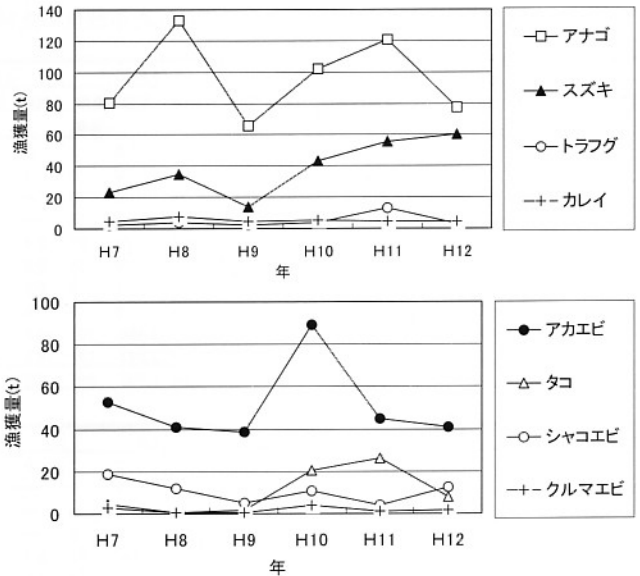 140
120
100
80
60
40
20
0
漁獲量(t)
H7 H8 H9 H10 H11 H12
年
アナゴ
スズキ
トラフグ
カレイ
100
80
60
40
20
0
漁獲量(t)
H7 H8 H9 H10 H11 H12
年
アカエビ
タコ
シャコエビ
クルマエビ